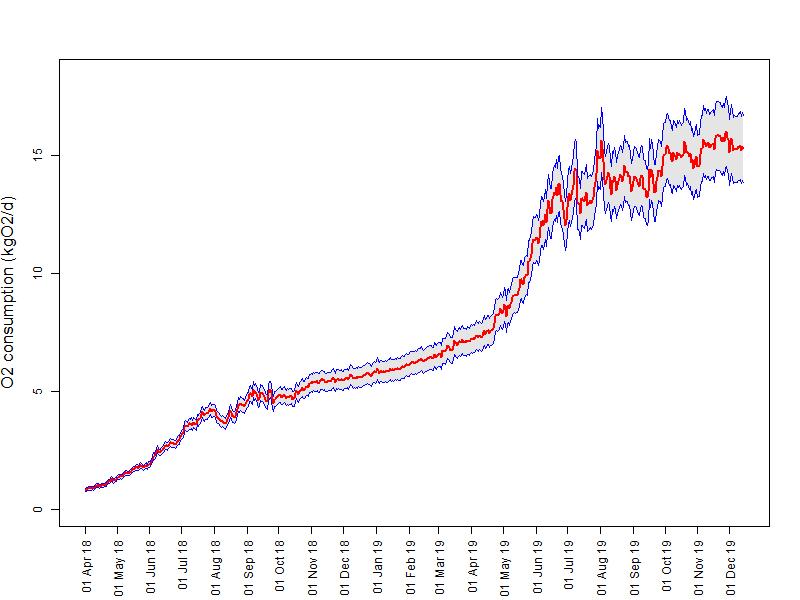 O2 consumption (kgO2/d)
15
10
5
0
01 Apr 18
01 May 18
01 Jun 18
01 Jul 18
01 Aug 18
01 Sep 18
01 Oct 18
01 Nov 18
01 Dec 18
01 Jan 19
01 Feb 19
01 Mar 19
01 Apr 19
01 May 19
01 Jun 19
01 Jul 19
01 Aug 19
01 Sep 19
01 Oct 19
01 Nov 19
01 Dec 19